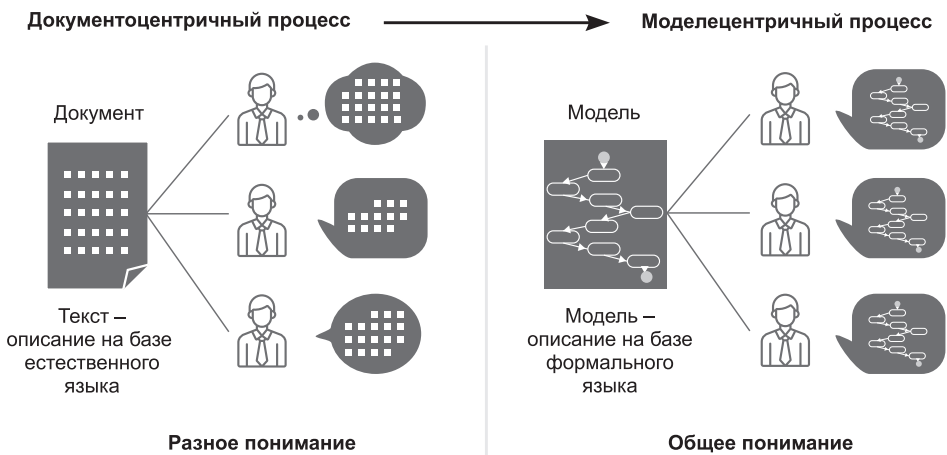 Документоцентричный процесс
Моделецентричный процесс
Документ
Текст –
описание на базе
естественного
языка
Разное понимание
Модель
Модель –
описание на базе
формального
языка
Общее понимание